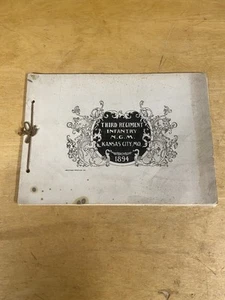 THIRD REGIMENT
INFANTRY
N.G.M.
KANSAS CITY, MO.
1894